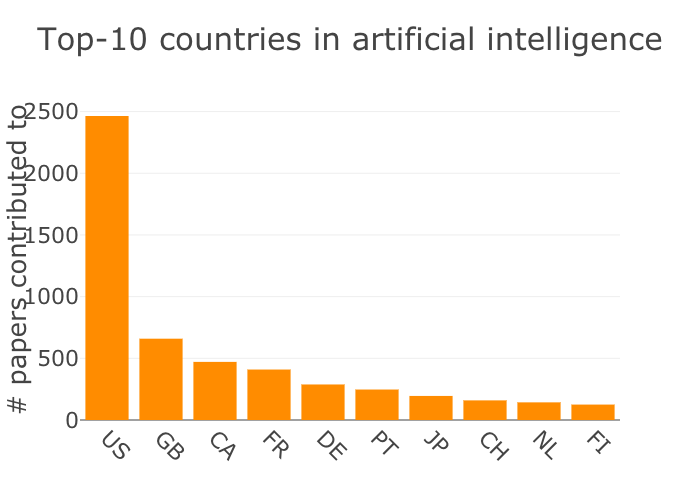 Top-10 countries in artificial intelligence
# papers contributed to
2500
2000
1500
1000
500
0
US
GB
CA
FR
DE
PT
JP
CH
NL
FI